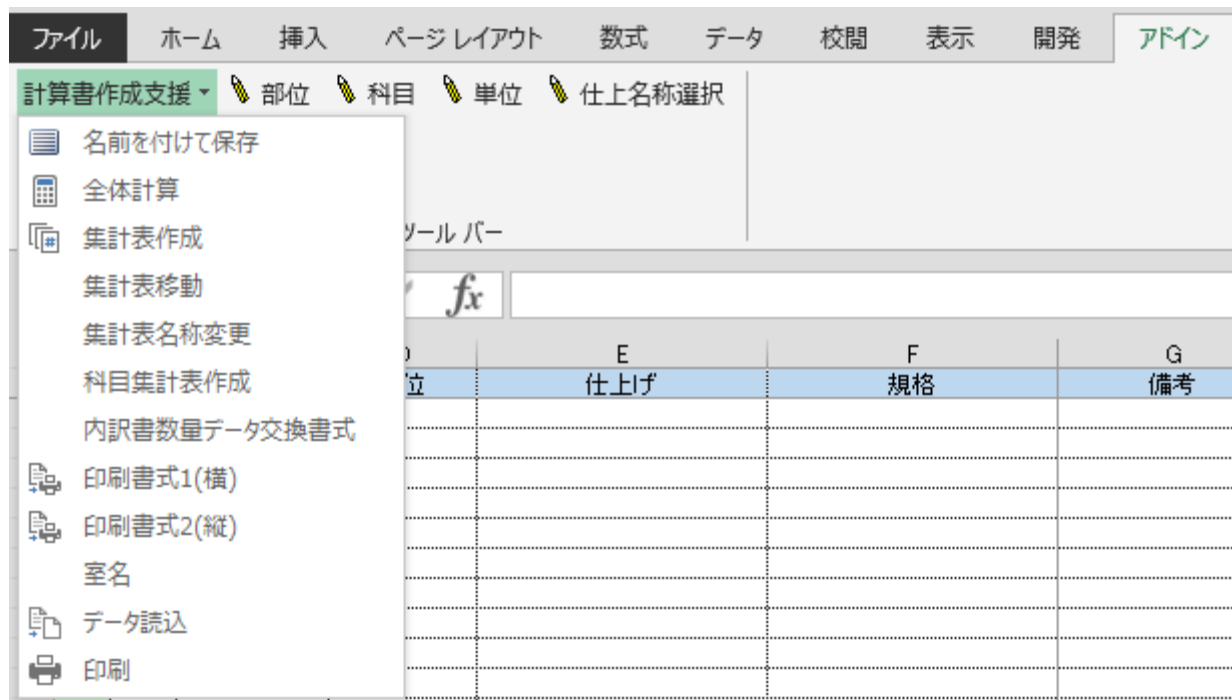 ファイル ホーム 挿入 ページ レイアウト 数式 データ 校閲 表示 開発 アドイン
計算書作成支援 部位 科目 単位 仕上名称選択
名前を付けて保存
全体計算
集計表作成
ツール バー
集計表移動
fx
集計表名称変更
E F G
科目集計表作成
位 仕上げ 規格 備考
内訳書数量データ交換書式
印刷書式1(横)
印刷書式2(縦)
室名
データ読込
印刷